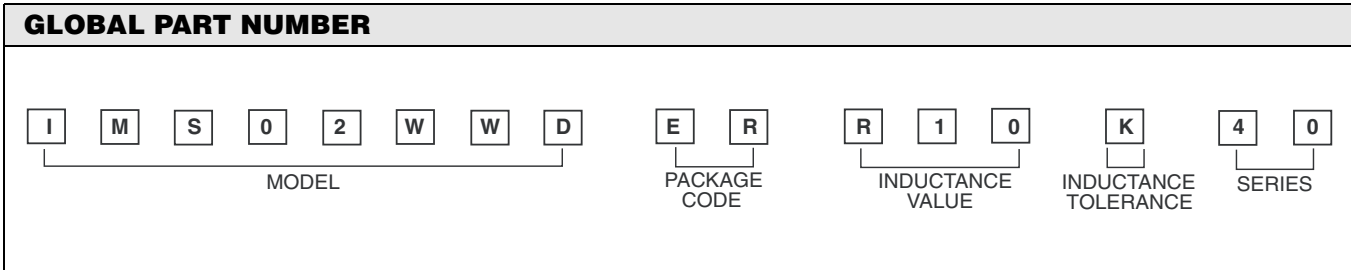 GLOBAL PART NUMBER
I M S 0 2 W W D E R R 1 0 K 4 0
MODEL PACKAGE CODE INDUCTANCE VALUE INDUCTANCE TOLERANCE SERIES